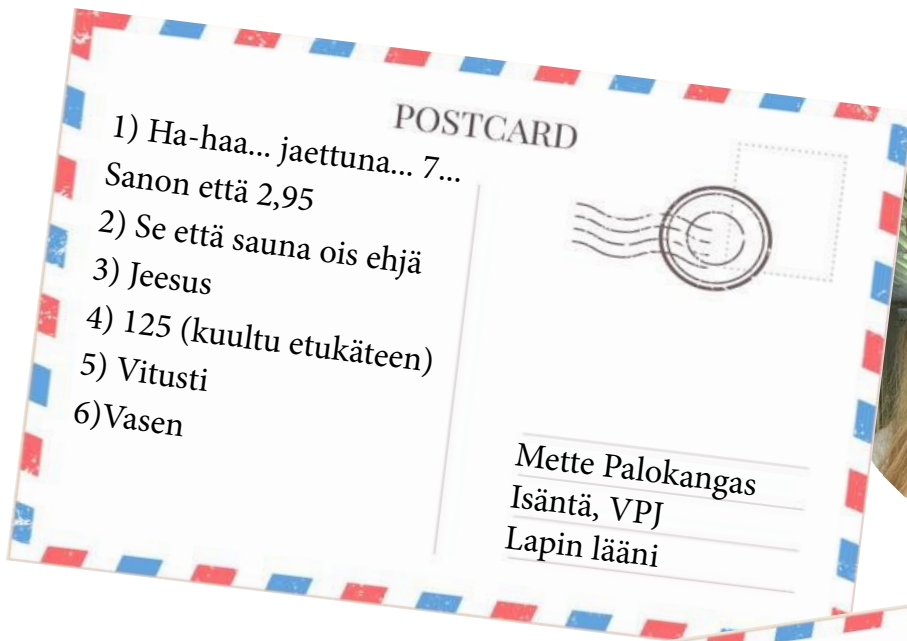 POSTCARD
1) Ha-haa... jaettuna... 7...
Sanon että 2,95
2) Se että sauna ois ehjä
3) Jeesus
4) 125 (kuultu etukäteen)
5) Vitusti
6)Vasen
Mette Palokangas
Isäntä, VPJ
Lapin lääni